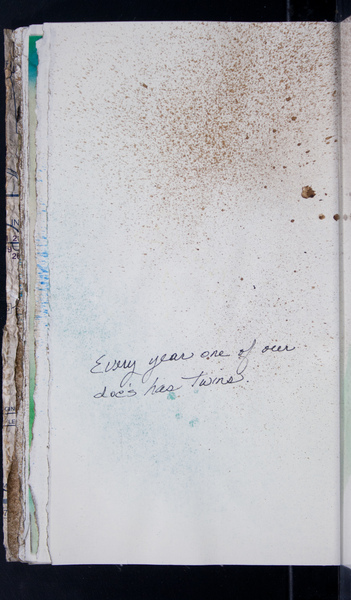 Every year one of our
doe's has twins.